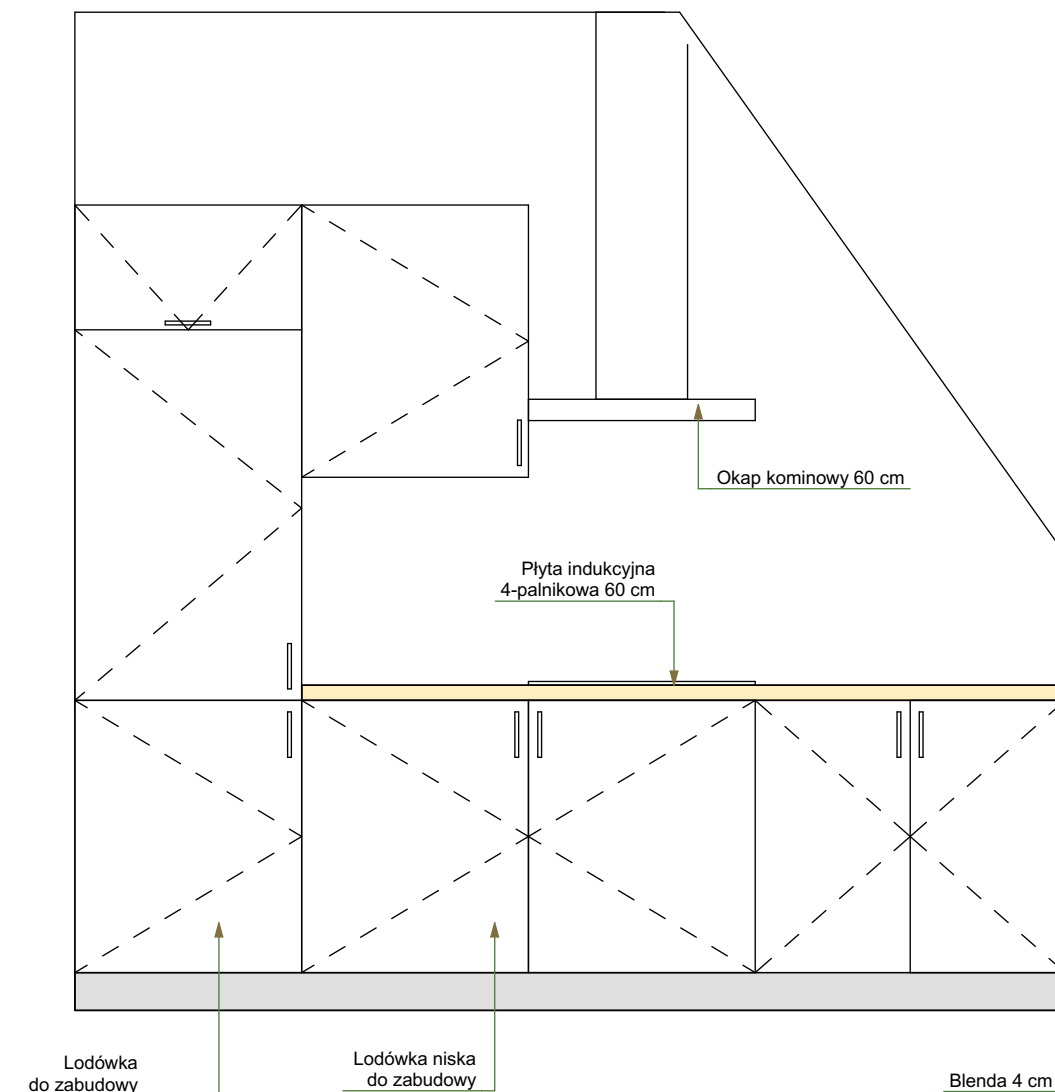 Okap kominowy 60 cm
Płyta indukcyjna
4-palnikowa 60 cm
Lodówka
do zabudowy
Lodówka niska
do zabudowy
Blenda 4 cm